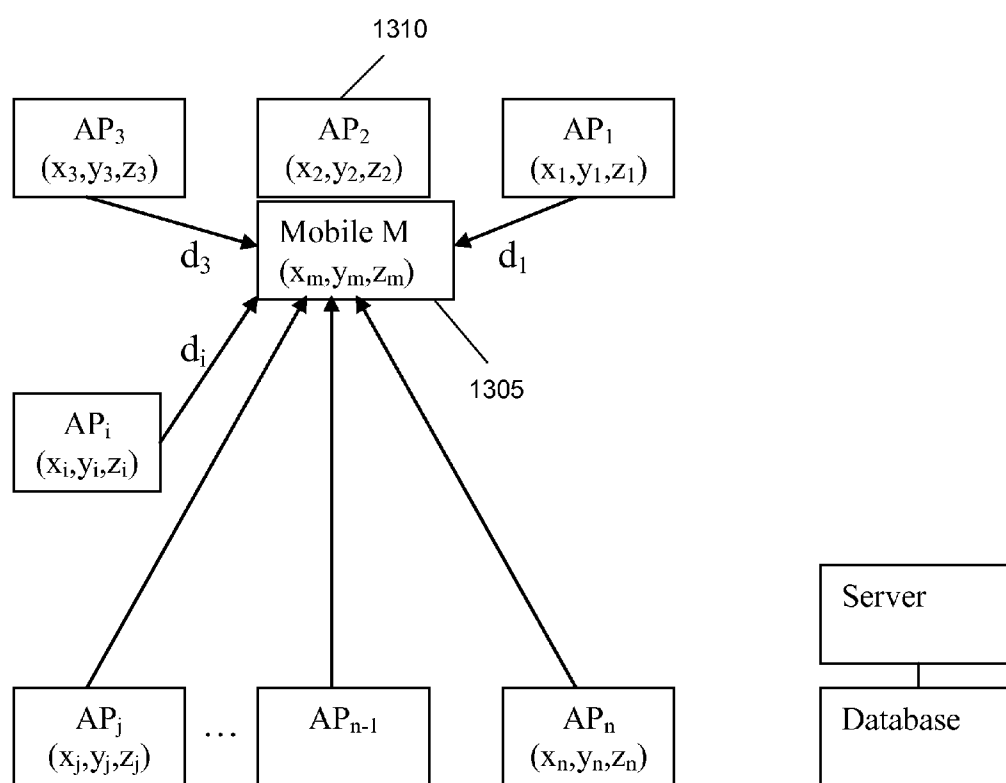 1310
AP₃
(x₃,y₃,z₃)
AP₂
(x₂,y₂,z₂)
AP₁
(x₁,y₁,z₁)
Mobile M
(xₘ,yₘ,zₘ)
d₃
d₁
dᵢ
1305
APᵢ
(xᵢ,yᵢ,zᵢ)
Server
APⱼ
(xⱼ,yⱼ,zⱼ)
...
APₙ₋₁
APₙ
(xₙ,yₙ,zₙ)
Database